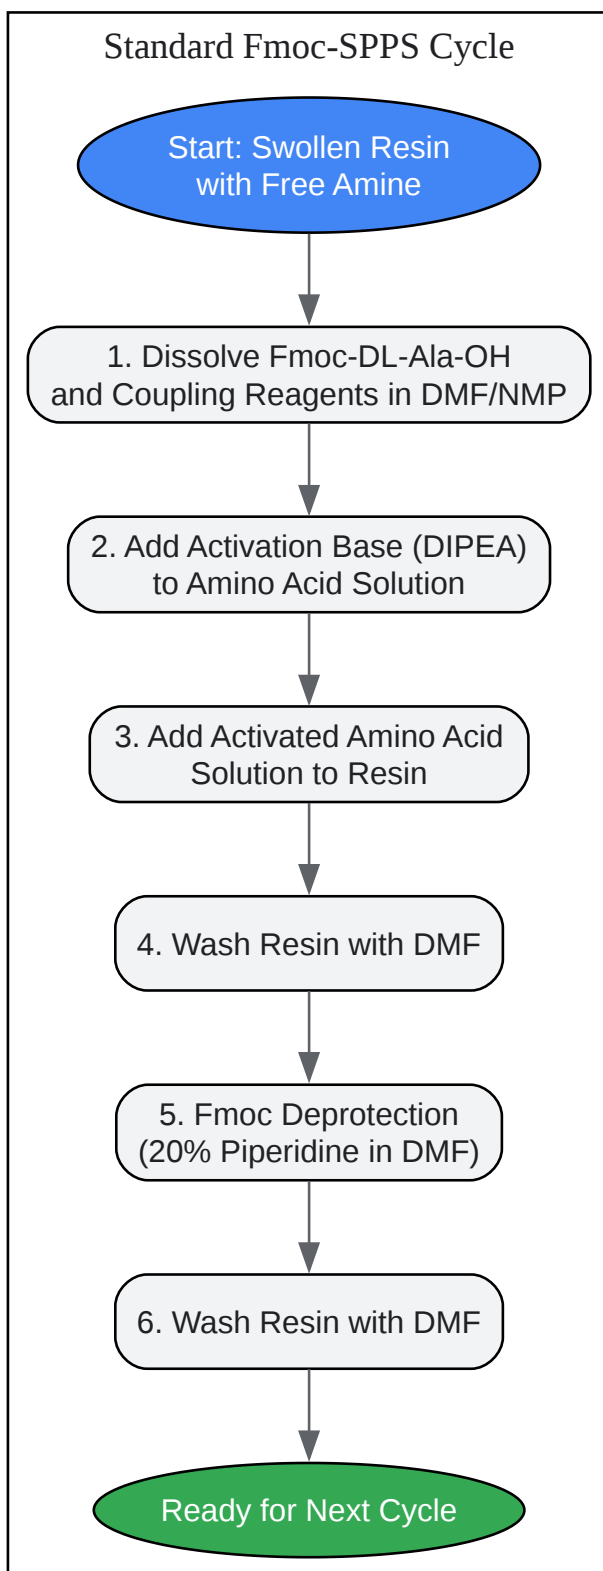 Standard Fmoc-SPPS Cycle
Start: Swollen Resin
with Free Amine
1. Dissolve Fmoc-DL-Ala-OH
and Coupling Reagents in DMF/NMP
2. Add Activation Base (DIPEA)
to Amino Acid Solution
3. Add Activated Amino Acid
Solution to Resin
4. Wash Resin with DMF
5. Fmoc Deprotection
(20% Piperidine in DMF)
6. Wash Resin with DMF
Ready for Next Cycle